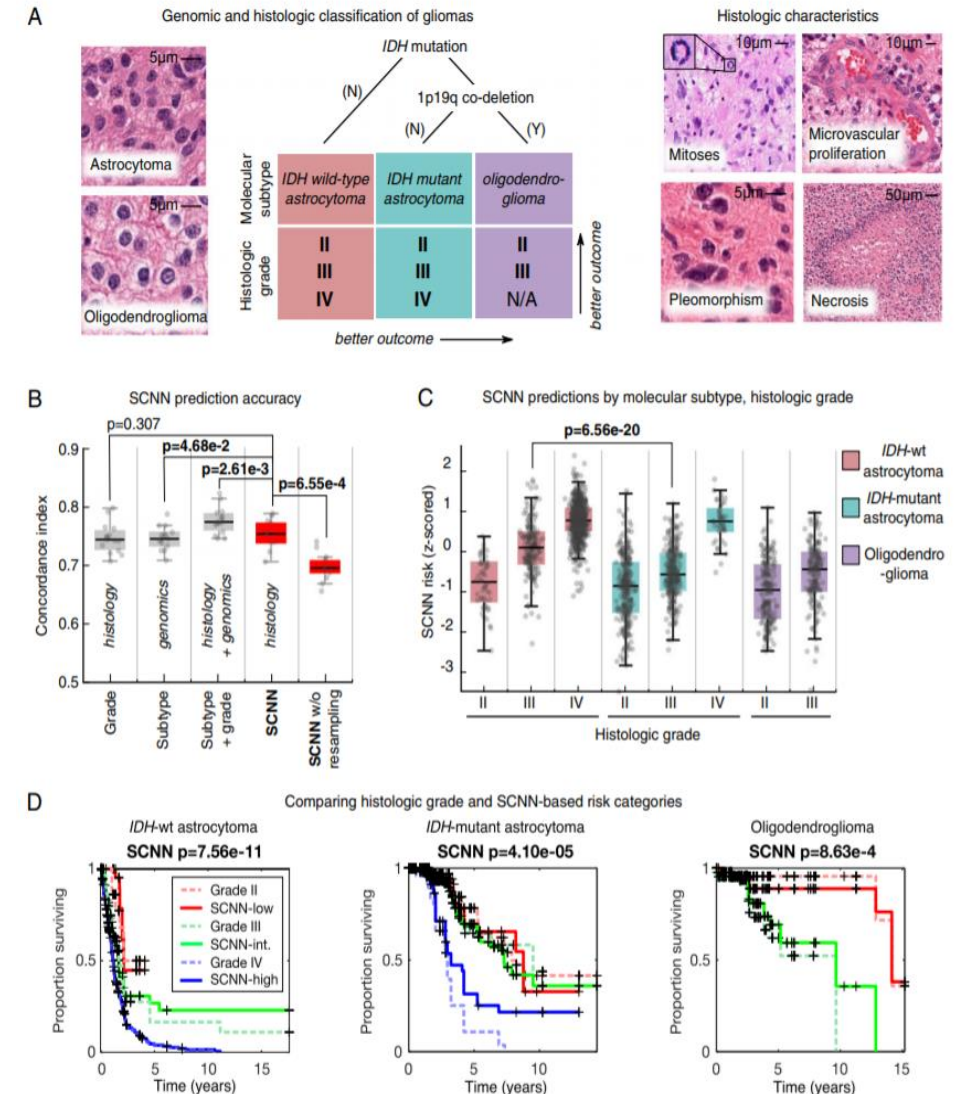 A
Genomic and histologic classification of gliomas
Histologic characteristics
5μm
Astrocytoma
5μm
Oligodendroglioma
IDH mutation
(N)
1p19q co-deletion
(N)
(Y)
Molecular
subtype
IDH wild-type
astrocytoma
IDH mutant
astrocytoma
oligodendro-
glioma
Histologic
grade
II
III
IV
II
III
IV
II
III
N/A
better outcome
better outcome
10μm
Mitoses
10μm
Microvascular
proliferation
5μm
Pleomorphism
50μm
Necrosis
B
SCNN prediction accuracy
p=0.307
p=4.68e-2
p=2.61e-3
p=6.55e-4
Concordance index
0.9
0.8
0.7
0.6
0.5
histology
genomics
histology
+ genomics
histology
Grade
Subtype
Subtype
+ grade
SCNN
SCNN w/o
resampling
C
SCNN predictions by molecular subtype, histologic grade
p=6.56e-20
SCNN risk (z-scored)
2
1
0
-1
-2
-3
II
III
IV
II
III
IV
II
III
Histologic grade
IDH-wt
astrocytoma
IDH-mutant
astrocytoma
Oligodendro
-glioma
D
Comparing histologic grade and SCNN-based risk categories
IDH-wt astrocytoma
SCNN p=7.56e-11
Proportion surviving
1
0.5
0
Grade II
SCNN-low
Grade III
SCNN-int.
Grade IV
SCNN-high
0
5
10
15
Time (years)
IDH-mutant astrocytoma
SCNN p=4.10e-05
Proportion surviving
1
0.5
0
0
5
10
Time (years)
Oligodendroglioma
SCNN p=8.63e-4
Proportion surviving
1
0.5
0
0
5
10
15
Time (years)